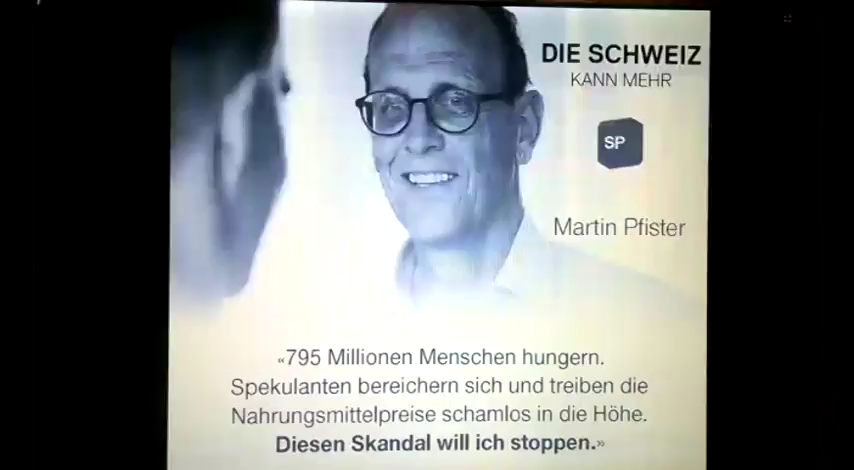 DIE SCHWEIZ
KANN MEHR
SP
Martin Pfister
«795 Millionen Menschen hungern.
Spekulanten bereichern sich und treiben die
Nahrungsmittelpreise schamlos in die Höhe.
Diesen Skandal will ich stoppen.»